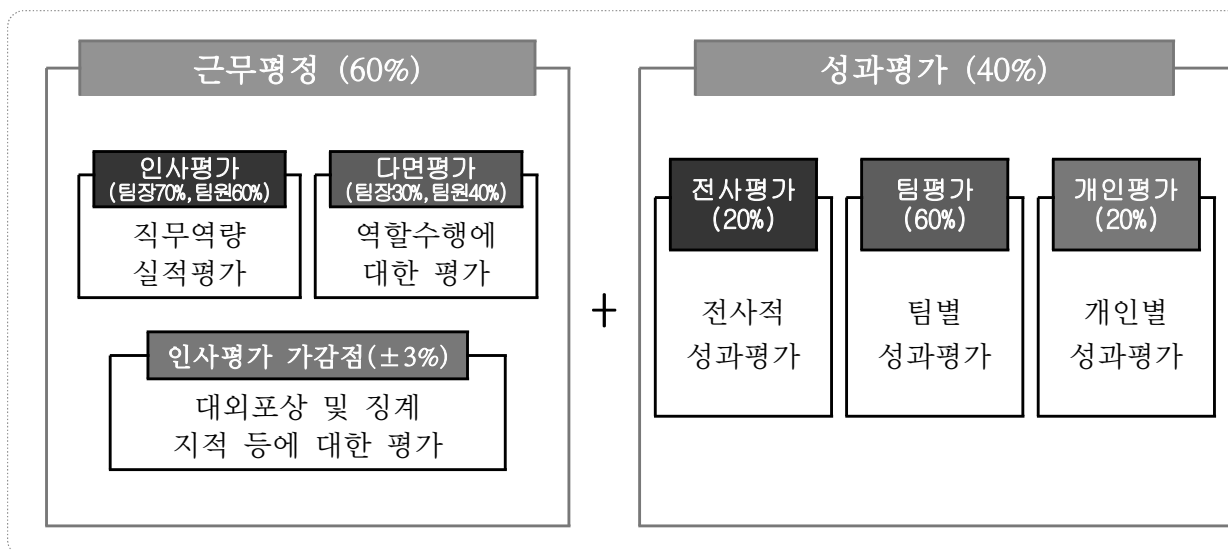 근무평정 (60%)
인사평가
(팀장70%,팀원60%)
직무역량
실적평가
다면평가
(팀장30%,팀원40%)
역할수행에
대한 평가
인사평가 가감점(±3%)
대외포상 및 징계
지적 등에 대한 평가
+
성과평가 (40%)
전사평가
(20%)
전사적
성과평가
팀평가
(60%)
팀별
성과평가
개인평가
(20%)
개인별
성과평가